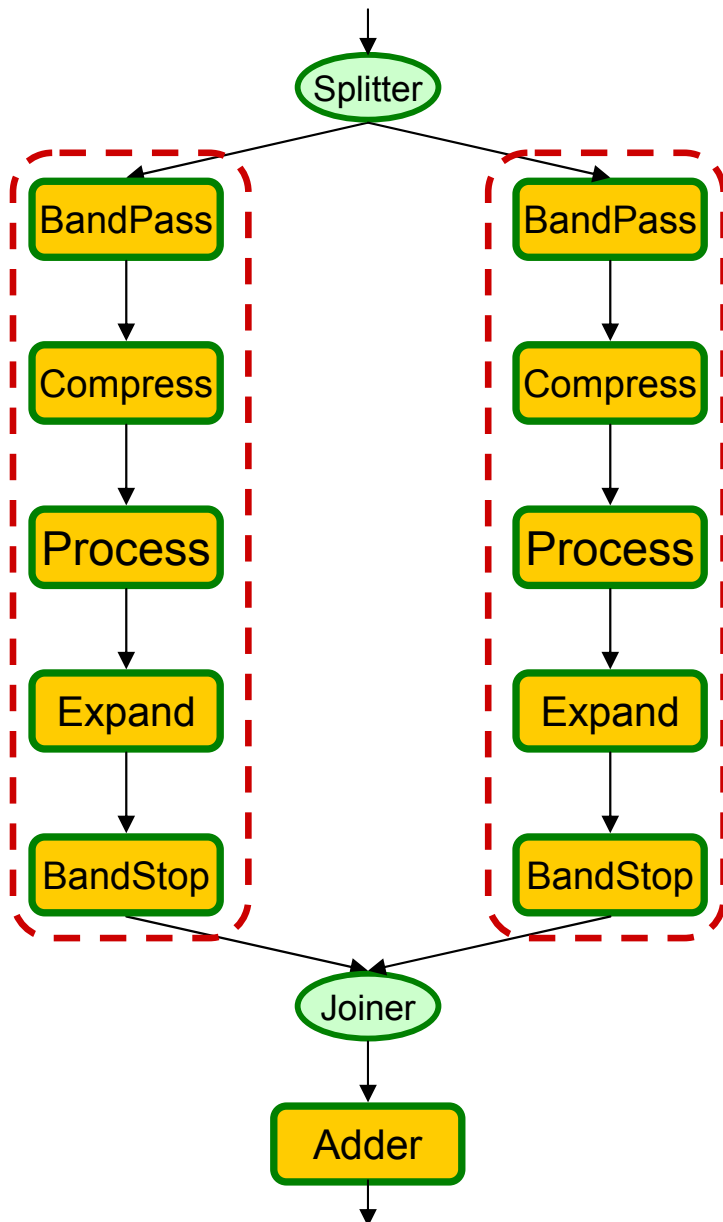 Splitter
BandPass
BandPass
Compress
Compress
Process
Process
Expand
Expand
BandStop
BandStop
Joiner
Adder